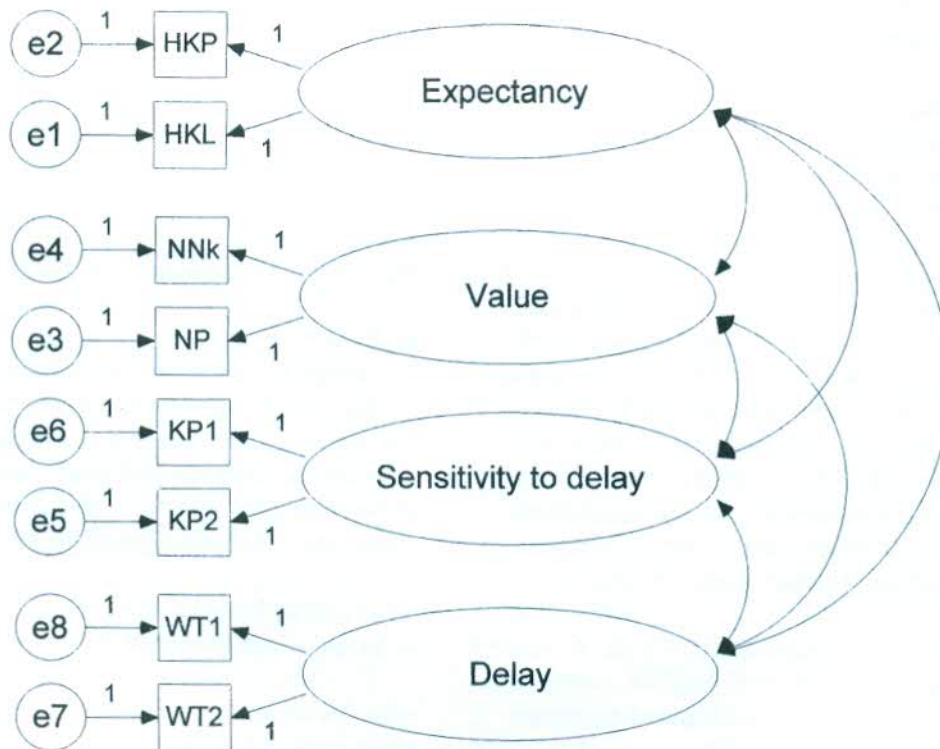 1
1
e2
HKP
Expectancy
1
e1
HKL
1
1
1
e4
NNk
Value
1
e3
NP
1
1
1
e6
KP1
Sensitivity to delay
1
e5
KP2
1
1
1
e8
WT1
Delay
1
e7
WT2
1